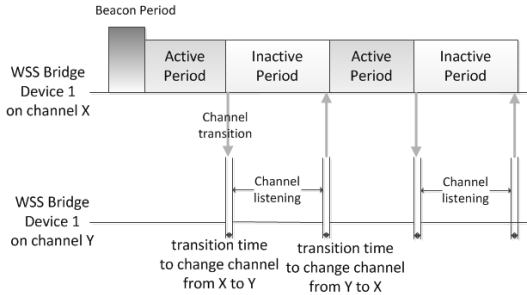 Beacon Period
Active
Period
Inactive
Period
Active
Period
Inactive
Period
WSS Bridge
Device 1
on channel X
Channel
transition
Channel
listening
Channel
listening
WSS Bridge
Device 1
on channel Y
transition time
to change channel
from X to Y
transition time
to change channel
from Y to X